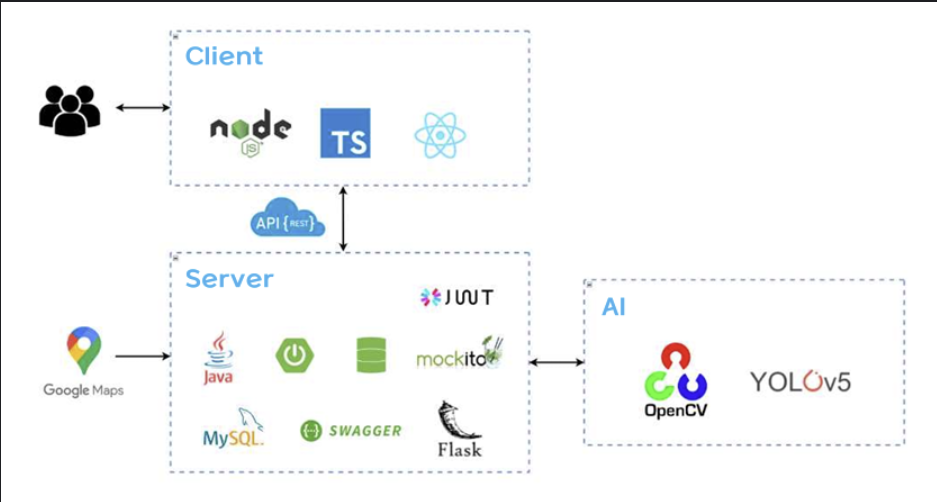 Client
node
JS
TS
API {REST}
Server
JWT
Java
mockito
Google Maps
MySQL.
SWAGGER
Flask
AI
OpenCV
YOLOv5